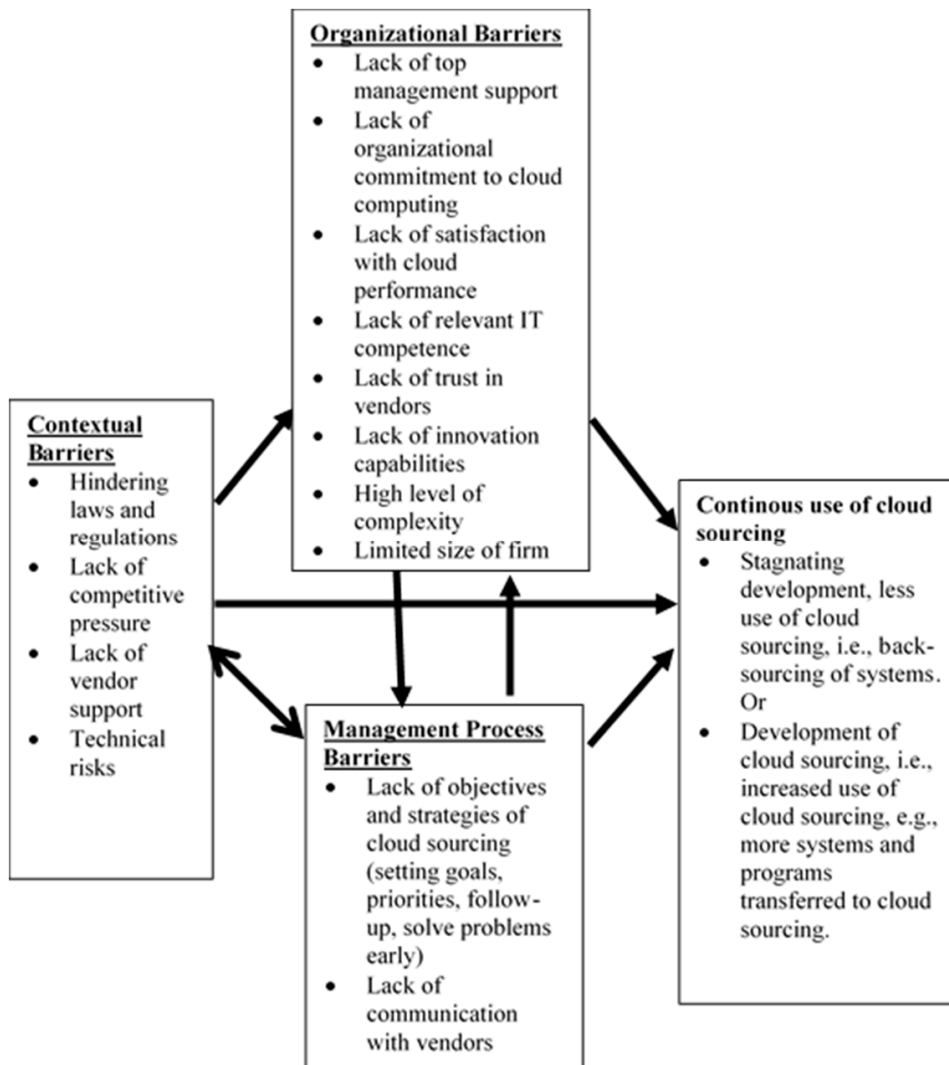 Organizational Barriers
• Lack of top
management support
• Lack of
organizational
commitment to cloud
computing
• Lack of satisfaction
with cloud
performance
• Lack of relevant IT
competence
• Lack of trust in
vendors
• Lack of innovation
capabilities
• High level of
complexity
• Limited size of firm
Contextual
Barriers
• Hindering
laws and
regulations
• Lack of
competitive
pressure
• Lack of
vendor
support
• Technical
risks
Management Process
Barriers
• Lack of objectives
and strategies of
cloud sourcing
(setting goals,
priorities, follow-
up, solve problems
early)
• Lack of
communication
with vendors
Continous use of cloud
sourcing
• Stagnating
development, less
use of cloud
sourcing, i.e., back-
sourcing of systems.
Or
• Development of
cloud sourcing, i.e.,
increased use of
cloud sourcing, e.g.,
more systems and
programs
transferred to cloud
sourcing.